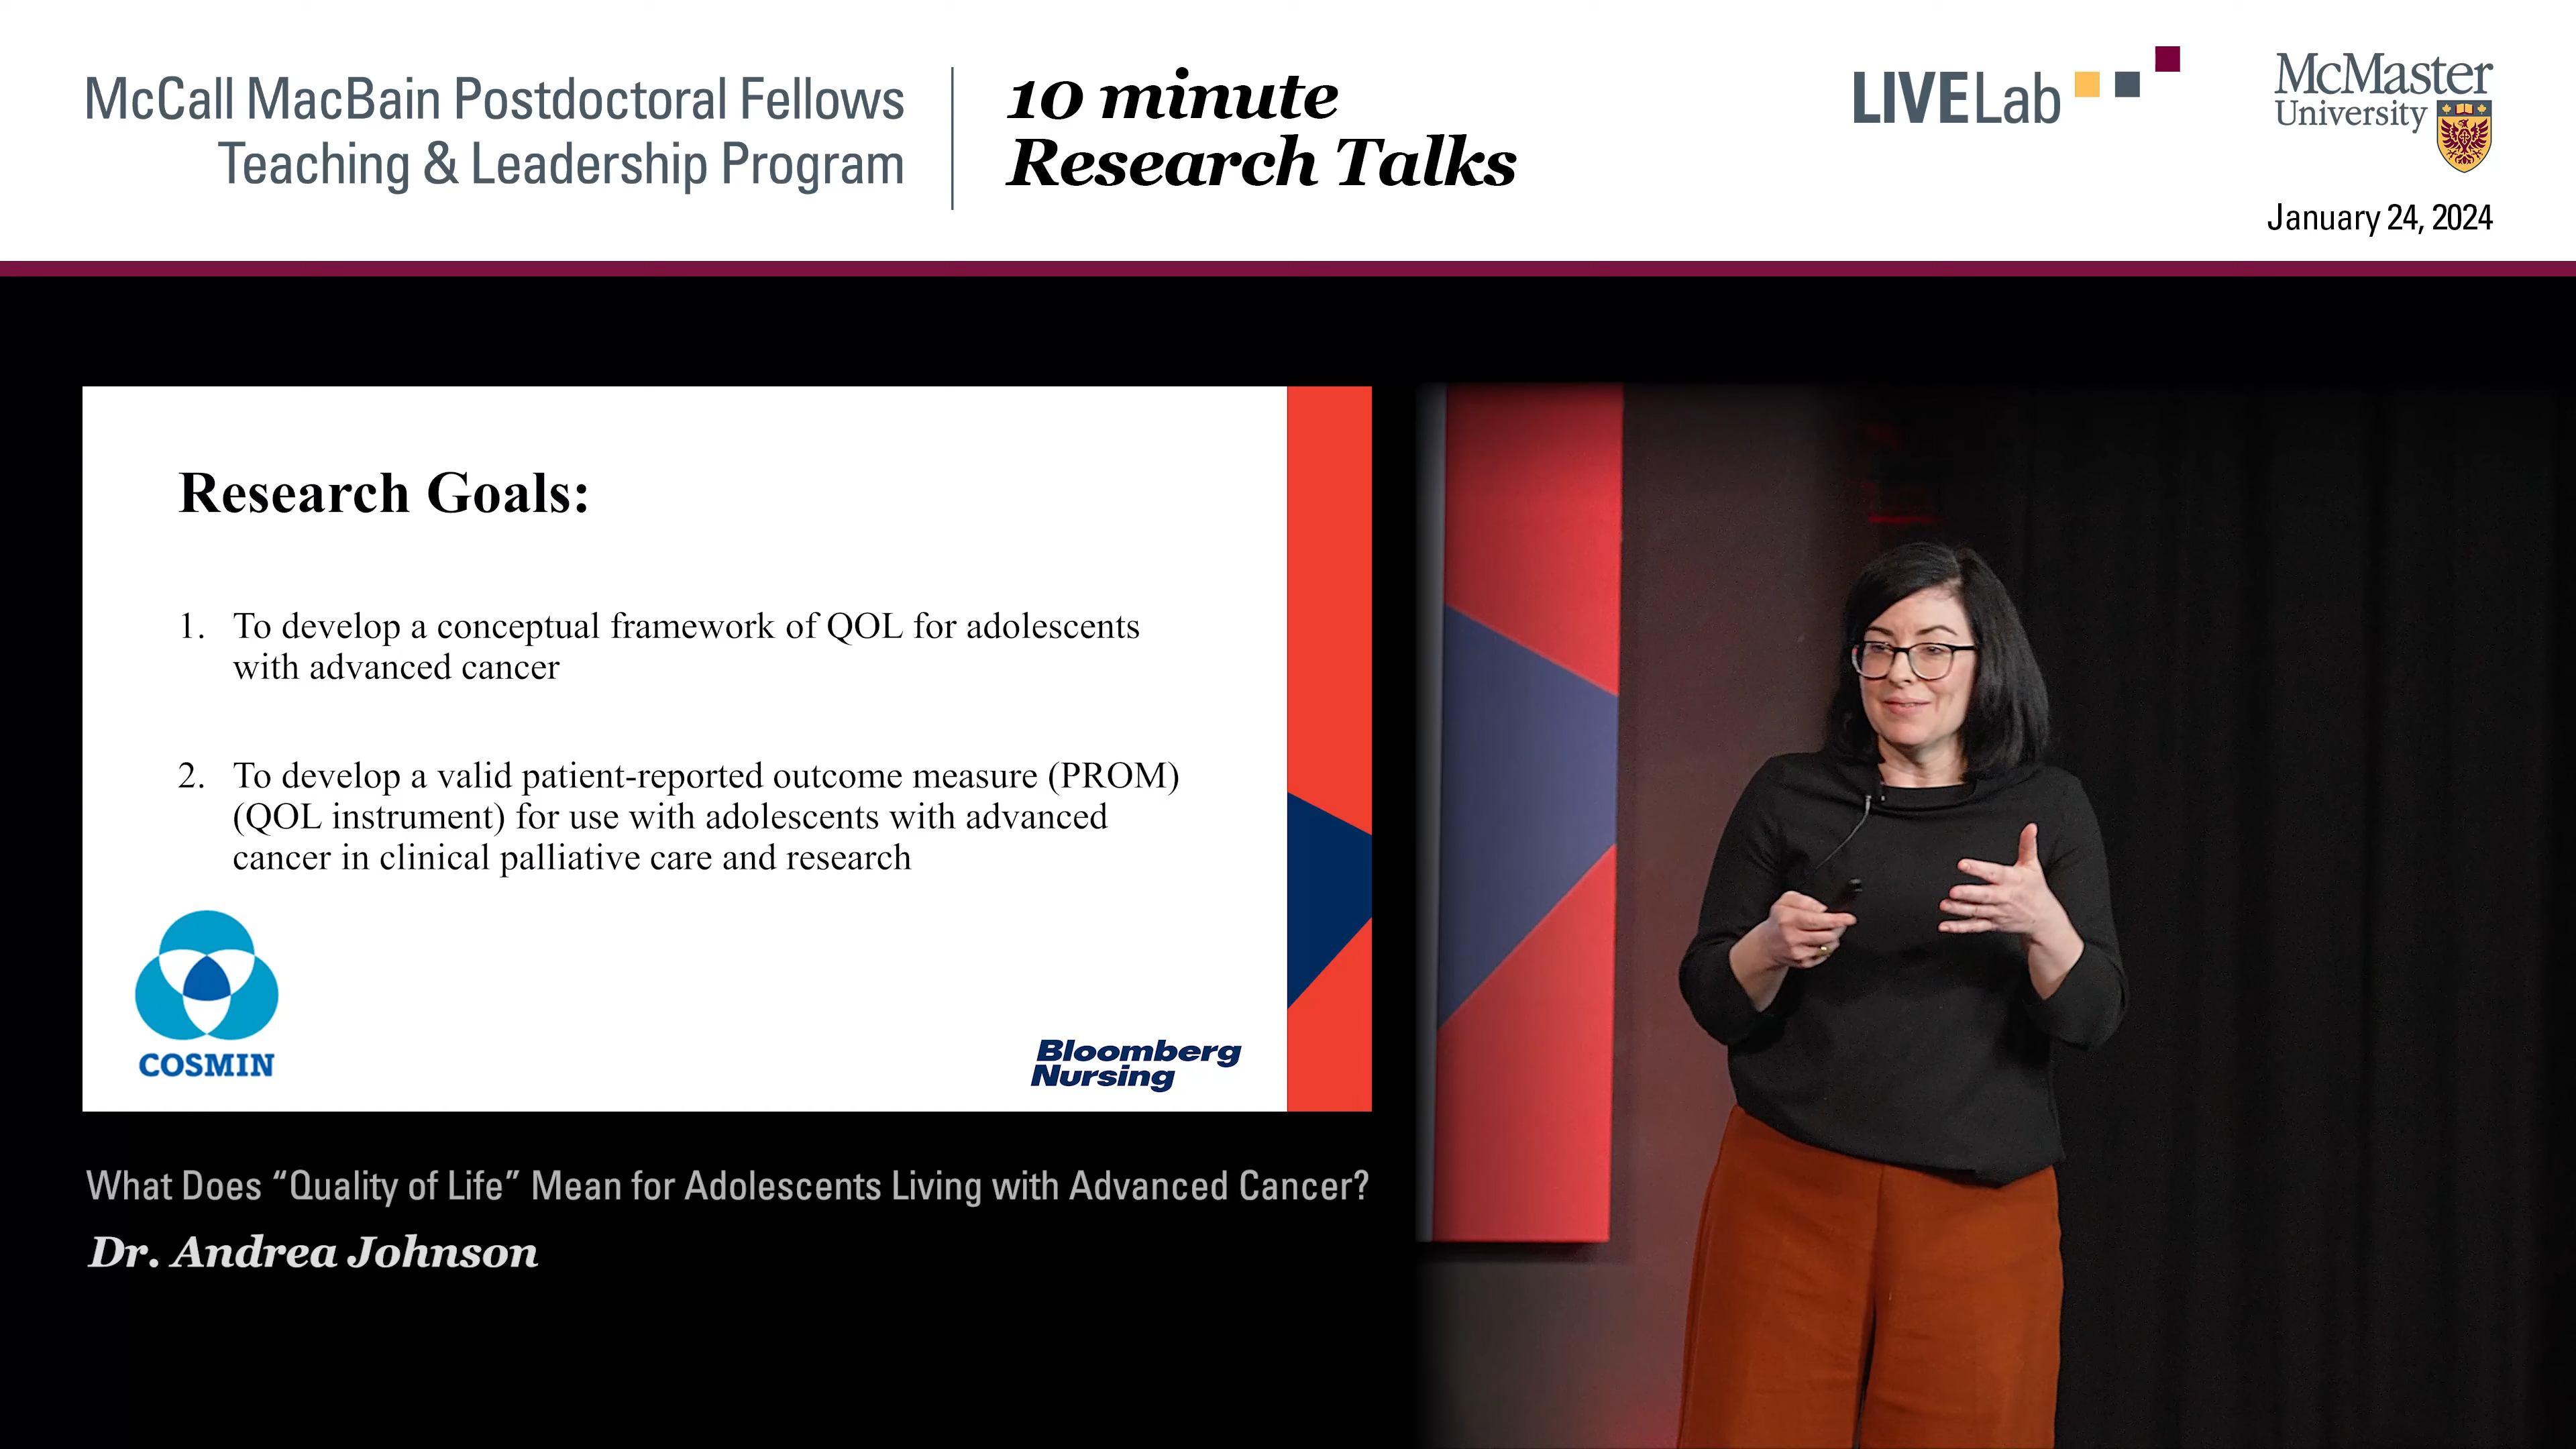 McCall MacBain Postdoctoral Fellows
Teaching & Leadership Program
10 minute
Research Talks
LIVELab
McMaster
University
January 24, 2024
Research Goals:
1. To develop a conceptual framework of QOL for adolescents
with advanced cancer
2. To develop a valid patient-reported outcome measure (PROM)
(QOL instrument) for use with adolescents with advanced
cancer in clinical palliative care and research
COSMIN
Bloomberg
Nursing
What Does “Quality of Life” Mean for Adolescents Living with Advanced Cancer?
Dr. Andrea Johnson